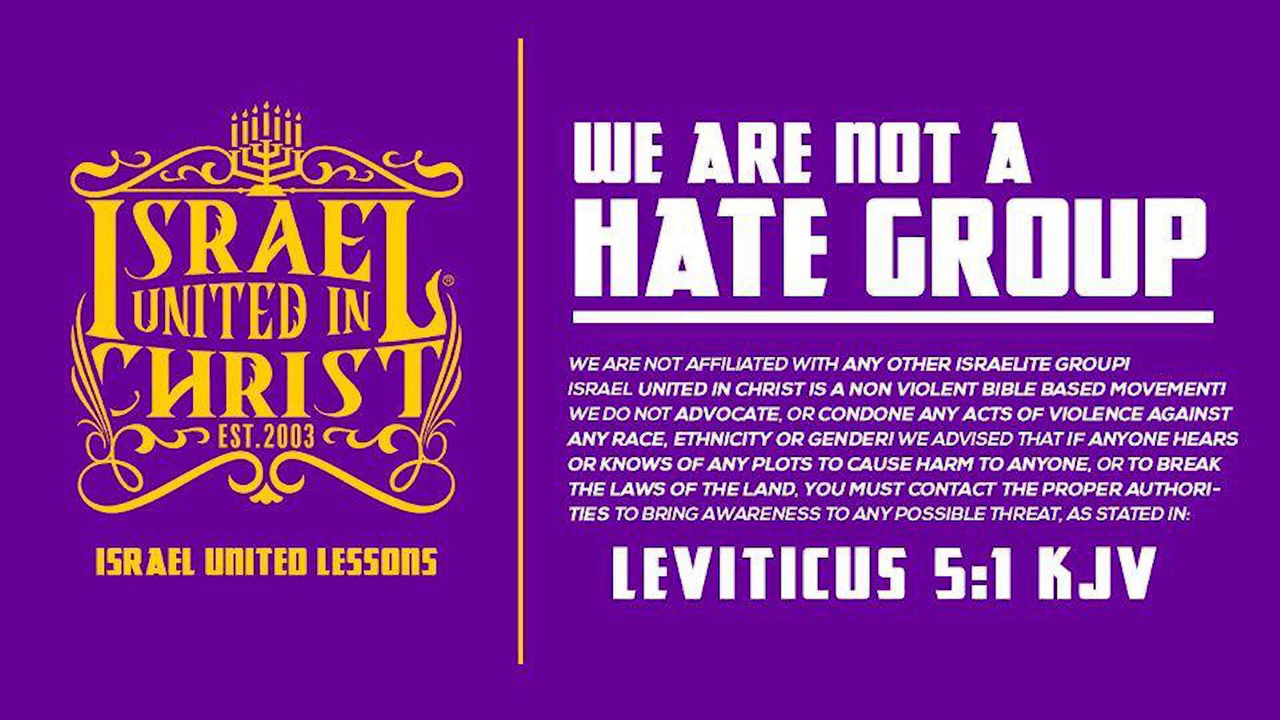 ISRAEL
UNITED IN
CHRIST
®
EST.2003
ISRAEL UNITED LESSONS
WE ARE NOT A
HATE GROUP
WE ARE NOT AFFILIATED WITH ANY OTHER ISRAELITE GROUP!
ISRAEL UNITED IN CHRIST IS A NON VIOLENT BIBLE BASED MOVEMENT!
WE DO NOT ADVOCATE, OR CONDONE ANY ACTS OF VIOLENCE AGAINST
ANY RACE, ETHNICITY OR GENDER! WE ADVISED THAT IF ANYONE HEARS
OR KNOWS OF ANY PLOTS TO CAUSE HARM TO ANYONE, OR TO BREAK
THE LAWS OF THE LAND, YOU MUST CONTACT THE PROPER AUTHORI-
TIES TO BRING AWARENESS TO ANY POSSIBLE THREAT, AS STATED IN:
LEVITICUS 5:1 KJV